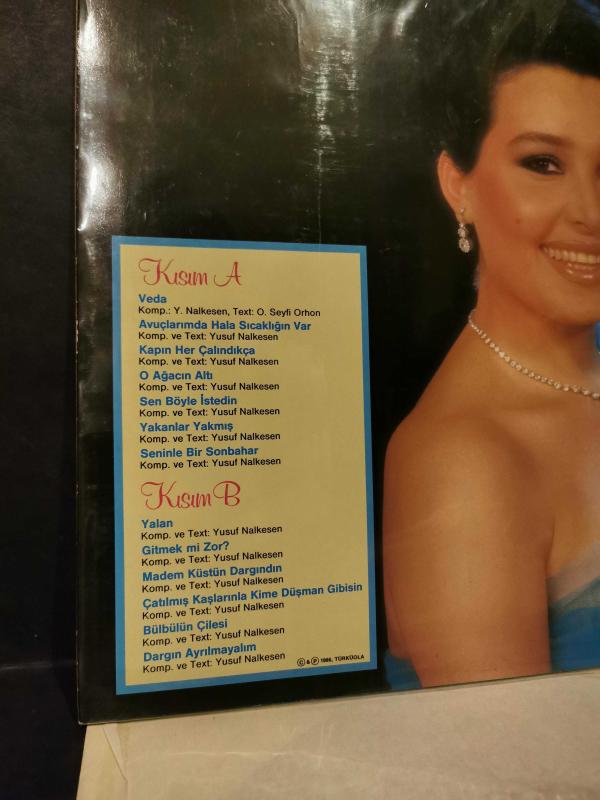 Kısım A
Veda
Komp.: Y. Nalkesen, Text: O. Seyfi Orhon
Avuçlarımda Hala Sıcaklığın Var
Komp. ve Text: Yusuf Nalkesen
Kapın Her Çalındıkça
Komp. ve Text: Yusuf Nalkesen
O Ağacın Altı
Komp. ve Text: Yusuf Nalkesen
Sen Böyle İstedin
Komp. ve Text: Yusuf Nalkesen
Yakanlar Yakmış
Komp. ve Text: Yusuf Nalkesen
Seninle Bir Sonbahar
Komp. ve Text: Yusuf Nalkesen
Kısım B
Yalan
Komp. ve Text: Yusuf Nalkesen
Gitmek mi Zor?
Komp. ve Text: Yusuf Nalkesen
Madem Küstün Dargındın
Komp. ve Text: Yusuf Nalkesen
Çatılmış Kaşlarınla Kime Düşman Gibisin
Komp. ve Text: Yusuf Nalkesen
Bülbülün Çilesi
Komp. ve Text: Yusuf Nalkesen
Dargın Ayrılmayalım
Komp. ve Text: Yusuf Nalkesen
© & ℗ 1986, TÜRKÜOLA